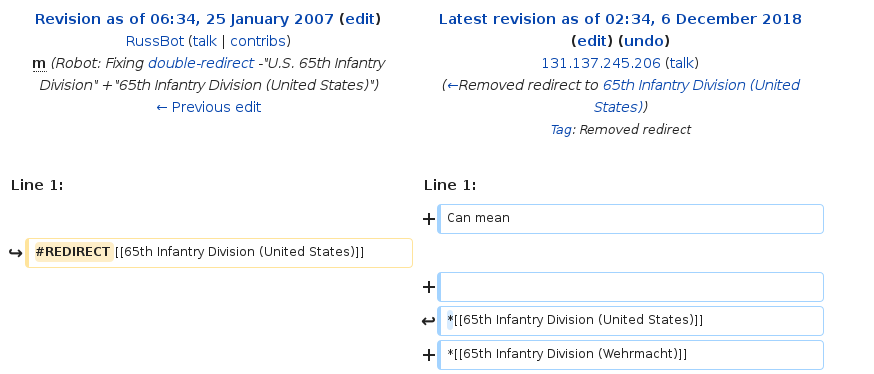 Revision as of 06:34, 25 January 2007 (edit)
RussBot (talk | contribs)
m (Robot: Fixing double-redirect -"U.S. 65th Infantry
Division" +"65th Infantry Division (United States)")
← Previous edit
Latest revision as of 02:34, 6 December 2018
(edit) (undo)
131.137.245.206 (talk)
(←Removed redirect to 65th Infantry Division (United
States))
Tag: Removed redirect
Line 1:
Line 1:
+ Can mean
↪ #REDIRECT [[65th Infantry Division (United States)]]
+
↩ *[[65th Infantry Division (United States)]]
+ *[[65th Infantry Division (Wehrmacht)]]